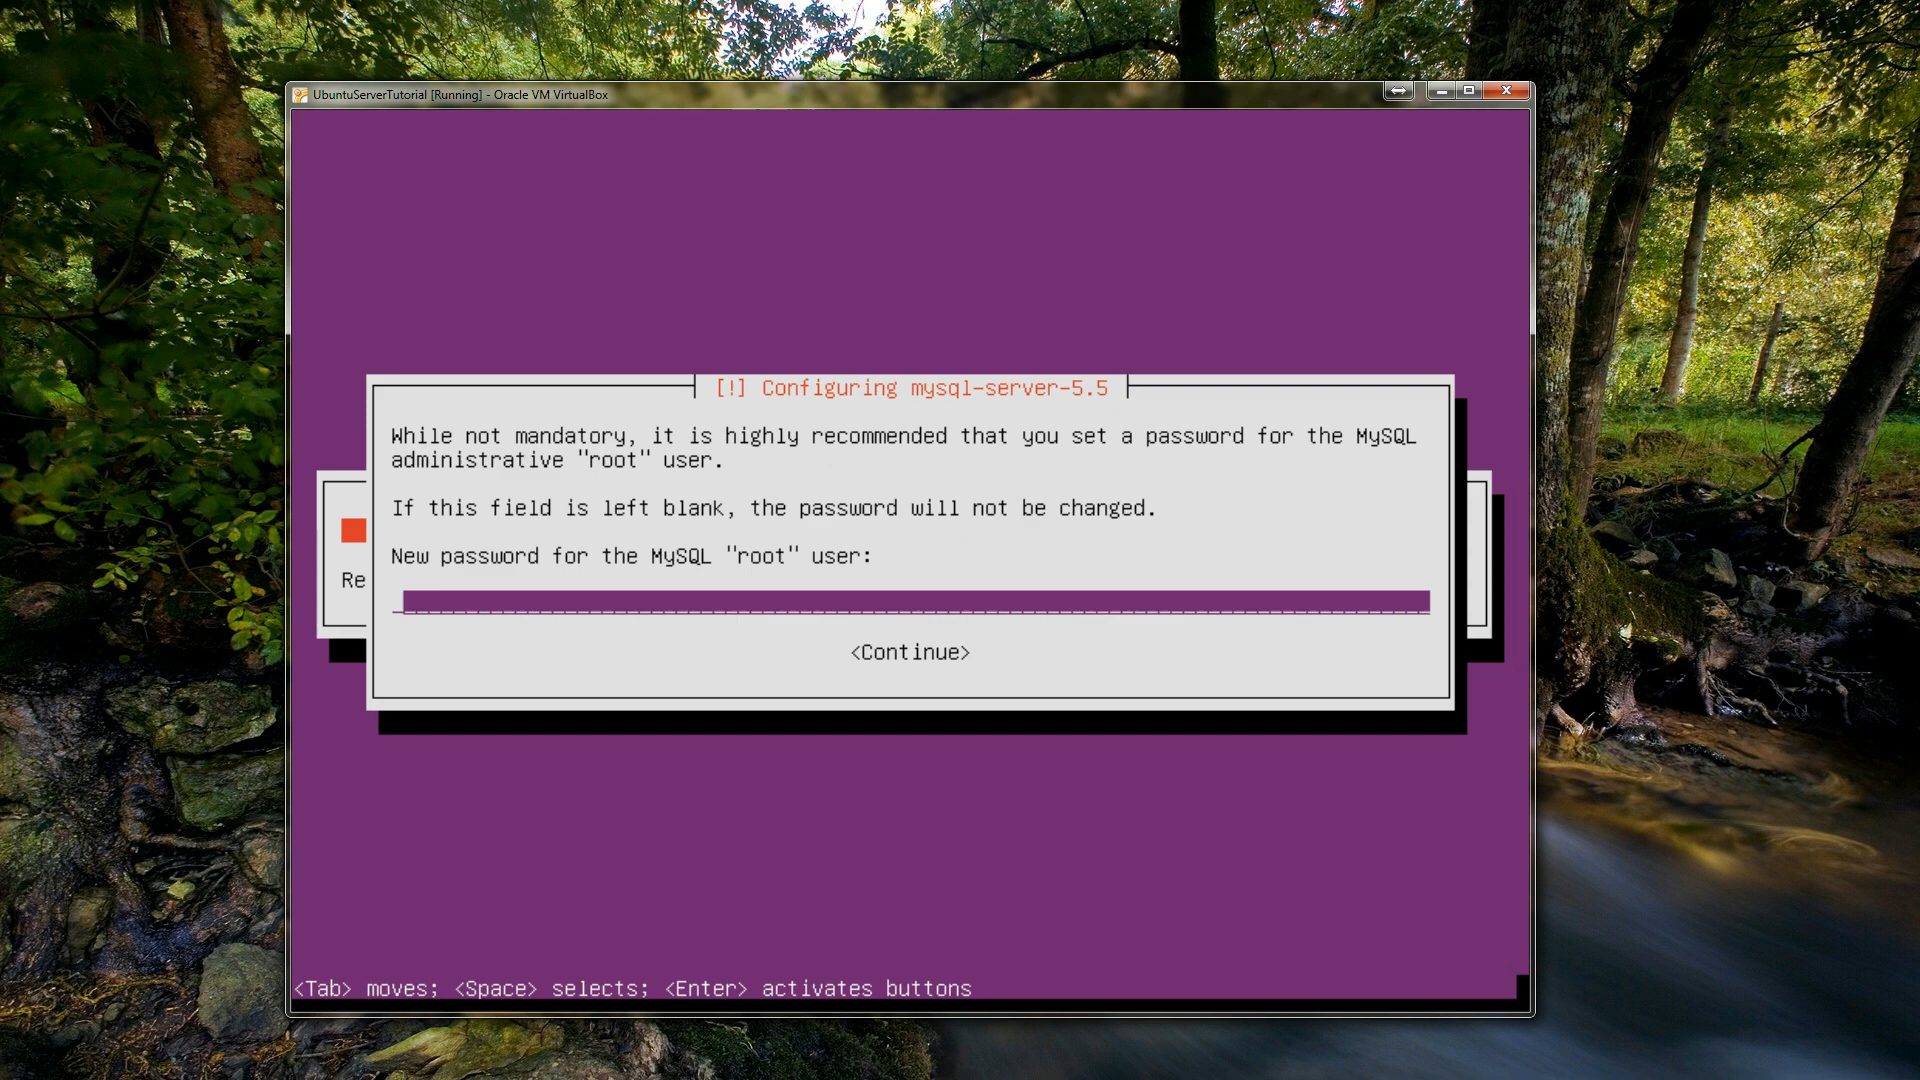 UbuntuServerTutorial [Running] - Oracle VM VirtualBox
[!] Configuring mysql-server-5.5
While not mandatory, it is highly recommended that you set a password for the MySQL
administrative "root" user.
If this field is left blank, the password will not be changed.
New password for the MySQL "root" user:
Re
<Continue>
<Tab> moves; <Space> selects; <Enter> activates buttons